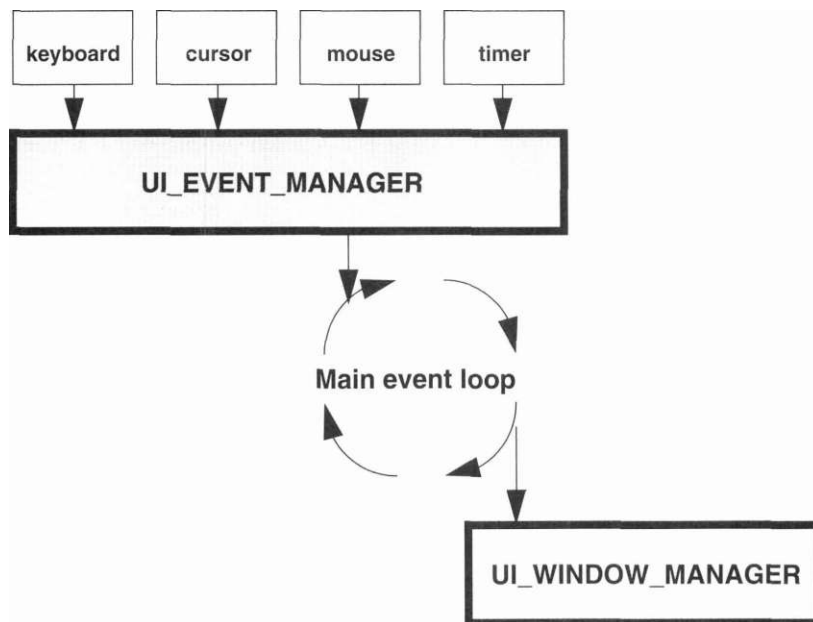 keyboard
cursor
mouse
timer
UI_EVENT_MANAGER
Main event loop
UI_WINDOW_MANAGER